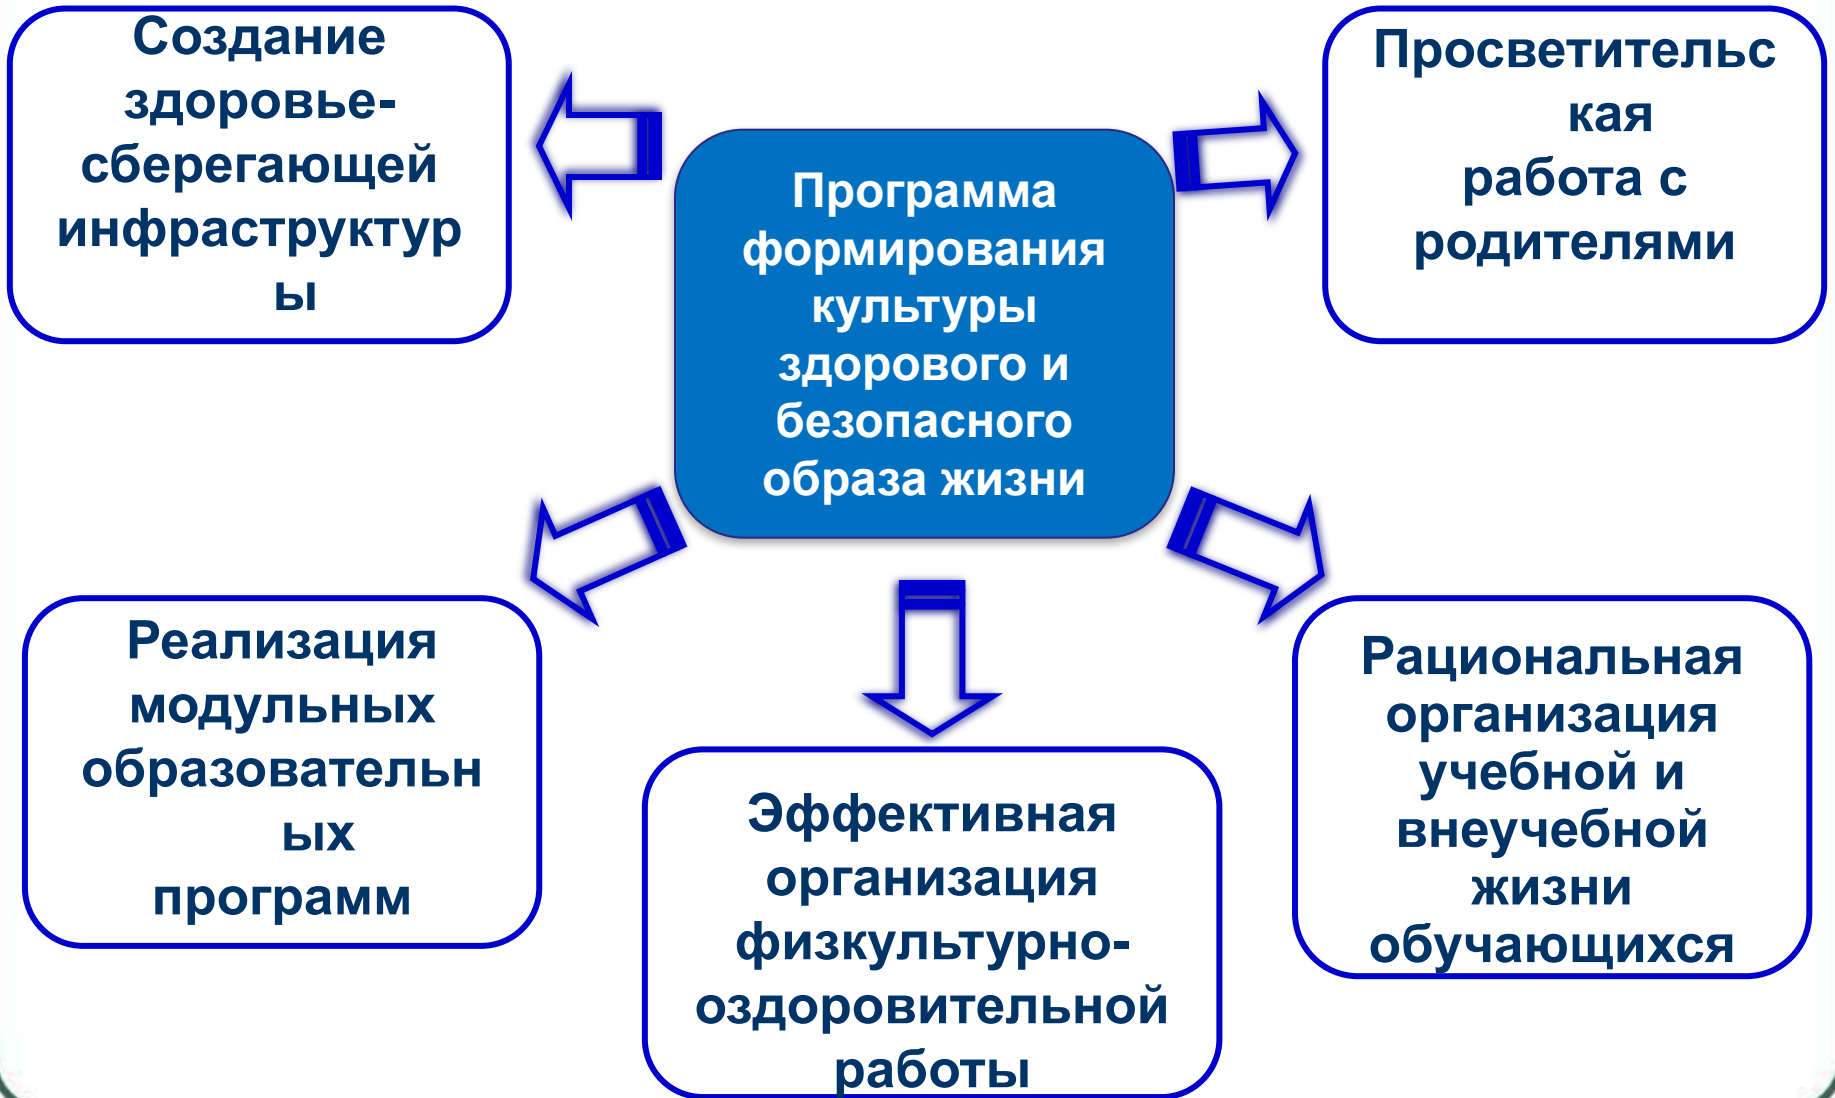 Создание
здоровье-
сберегающей
инфраструктур
ы
Просветительс
кая
работа с
родителями
Программа
формирования
культуры
здорового и
безопасного
образа жизни
Реализация
модульных
образовательн
ых
программ
Эффективная
организация
физкультурно-
оздоровительной
работы
Рациональная
организация
учебной и
внеучебной
жизни
обучающихся